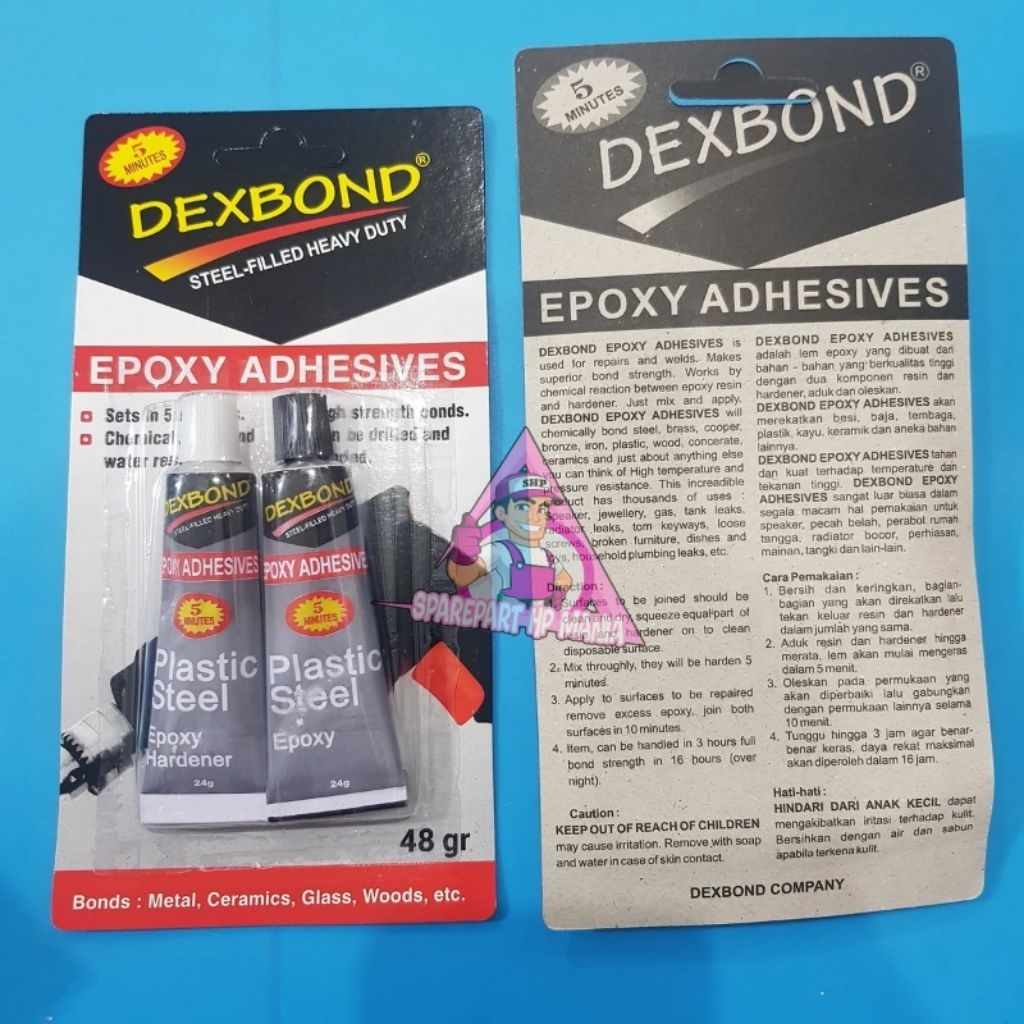 5
MINUTES
DEXBOND®
STEEL-FILLED HEAVY DUTY
EPOXY ADHESIVES
Sets in 5
gh strength
Chemical
n be drilled and
water
DEXBOND
STEEL-FILLED HEAVY DUTY
POXY ADHESIVES
5
MINUTES
Plastic
Steel
Epoxy
Hardener
24g
DEXBOND
STEEL-FILLED HEAVY DUTY
POXY ADHESIVES
5
MINUTES
Plastic
Steel
Epoxy
24g
48 gr
Bonds : Metal, Ceramics, Glass, Woods, etc.
5
MINUTES
DEXBOND®
EPOXY ADHESIVES
DEXBOND EPOXY ADHESIVES is
used for repairs and welds. Makes
superior bond strength. Works by
chemical reaction between epoxy resin
and hardener. Just mix and apply.
DEXBOND EPOXY ADHESIVES will
chemically bond steel, brass, cooper,
bronze, iron, plastic, wood, concerate,
ceramics and just about anything else
you can think of High temperature and
pressure resistance. This increadible
product has thousands of uses :
Speaker, jewellery, gas, tank leaks,
radiator leaks, tom keyways, loose
screws, broken furniture, dishes and
toys, household plumbing leaks, etc.
Diraction :
1. Surfaces to be joined should be
clean and dry, squeeze equal part of
resin and hardener on to clean
disposable surface.
2. Mix throughly, they will be harden 5
minutes.
3. Apply to surfaces to be repaired
remove excess epoxy. join both
surfaces in 10 minutes.
4. Item, can be handled in 3 hours full
bond strength in 16 hours (over
night).
Caution :
KEEP OUT OF REACH OF CHILDREN
may cause irritation. Remove with soap
and water in case of skin contact.
DEXBOND EPOXY ADHESIVES
adalah lem epoxy yang dibuat dari
bahan - bahan yang berkualitas tinggi
dengan dua komponen resin dan
hardener, aduk dan oleskan.
DEXBOND EPOXY ADHESIVES akan
merekatkan besi, baja, tembaga,
plastik, kayu, keramik dan aneka bahan
lainnya.
DEXBOND EPOXY ADHESIVES tahan
dan kuat terhadap temperature dan
tekanan tinggi. DEXBOND EPOXY
ADHESIVES sangat luar biasa dalam
segala macam hal pemakaian untuk
speaker, pecah belah, perabot rumah
tangga, radiator bocor, perhiasan,
mainan, tangki dan lain-lain.
Cara Pemakaian :
1. Bersih dan keringkan, bagian-
bagian yang akan direkatkan lalu
tekan keluar resin dan hardener
dalam jumlah yang sama.
2. Aduk resin dan hardener hingga
merata, lem akan mulai mengeras
dalam 5 menit.
3. Oleskan pada permukaan yang
akan diperbaiki lalu gabungkan
dengan permukaan lainnya selama
10 menit.
4. Tunggu hingga 3 jam agar benar-
benar keras, daya rekat maksimal
akan diperoleh dalam 16 jam.
Hati-hati :
HINDARI DARI ANAK KECIL dapat
mengakibatkan iritasi terhadap kulit.
Bersihkan dengan air dan sabun
apabila terkena kulit.
DEXBOND COMPANY
SHP
SPAREPART HP MANIA